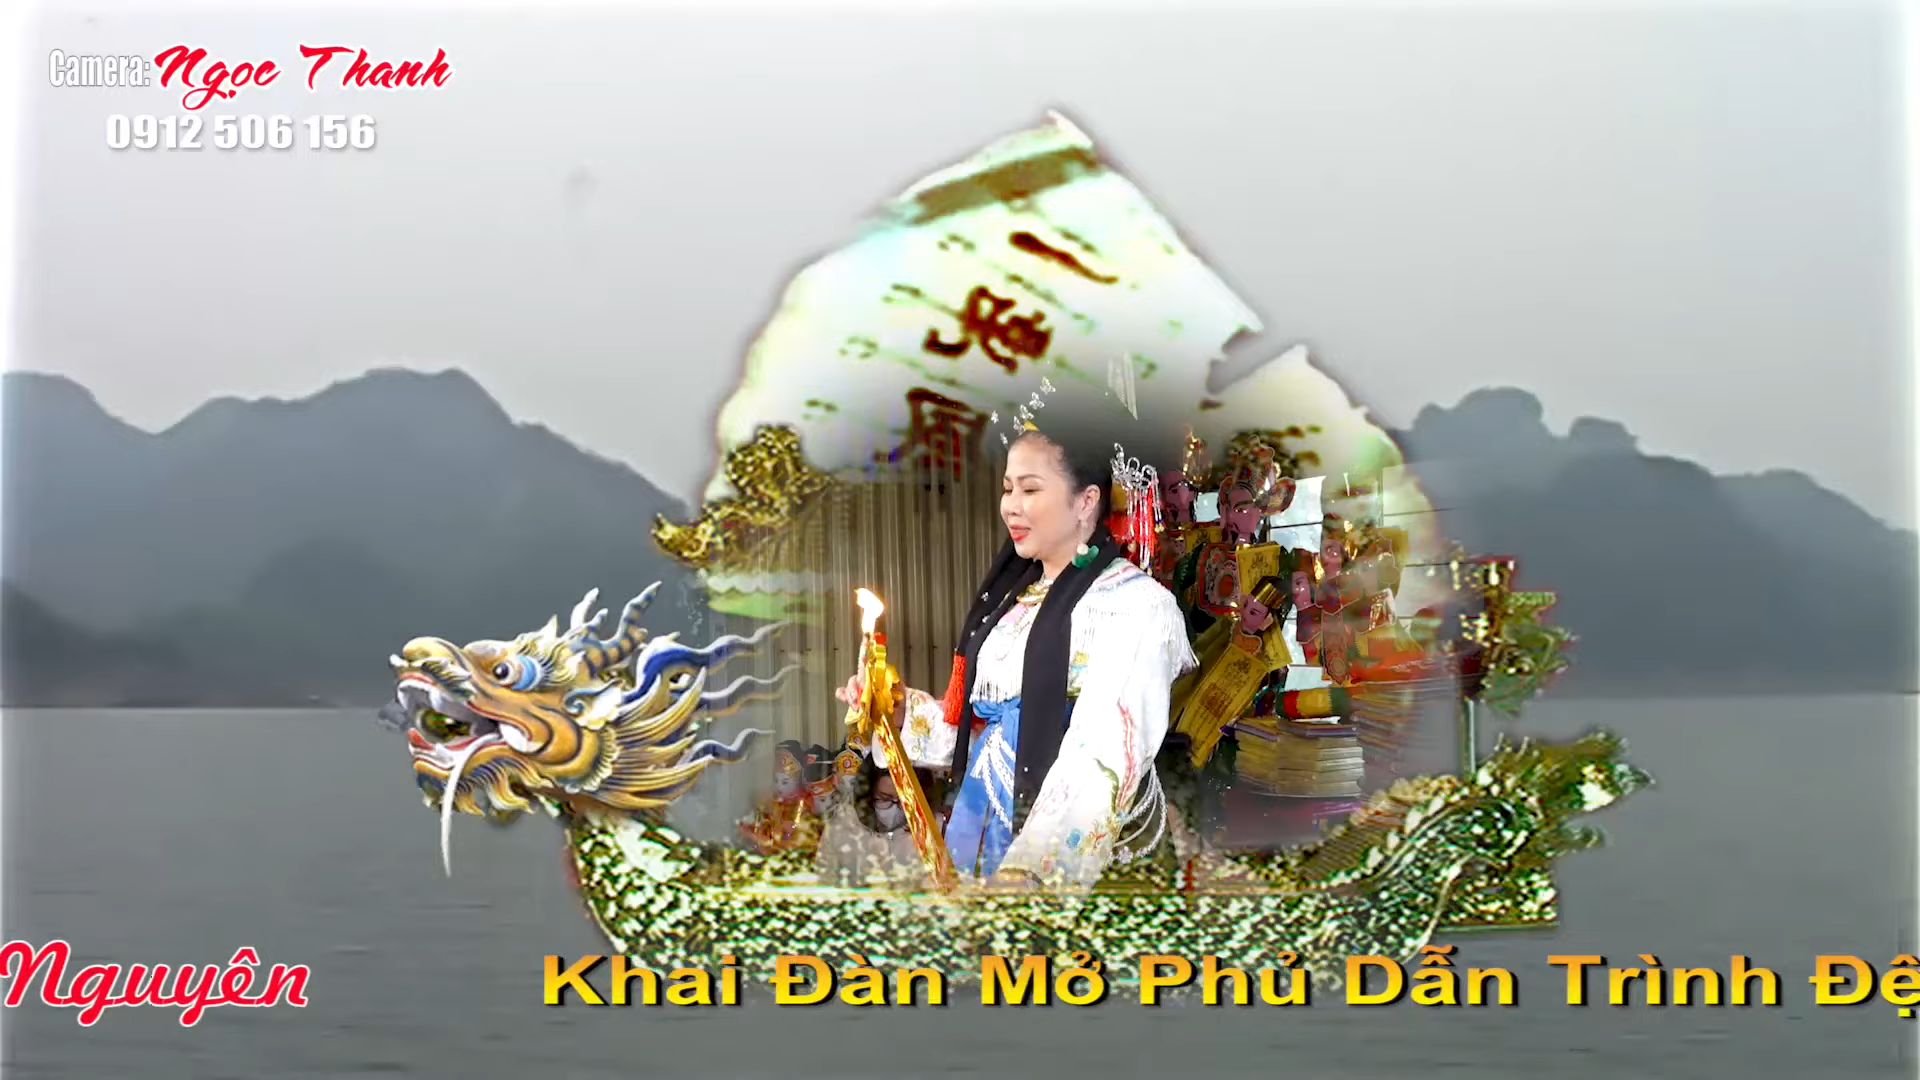 Camera: Ngọc Thanh
0912 506 156
Nguyên
Khai Đàn Mở Phủ Dẫn Trình Đệ